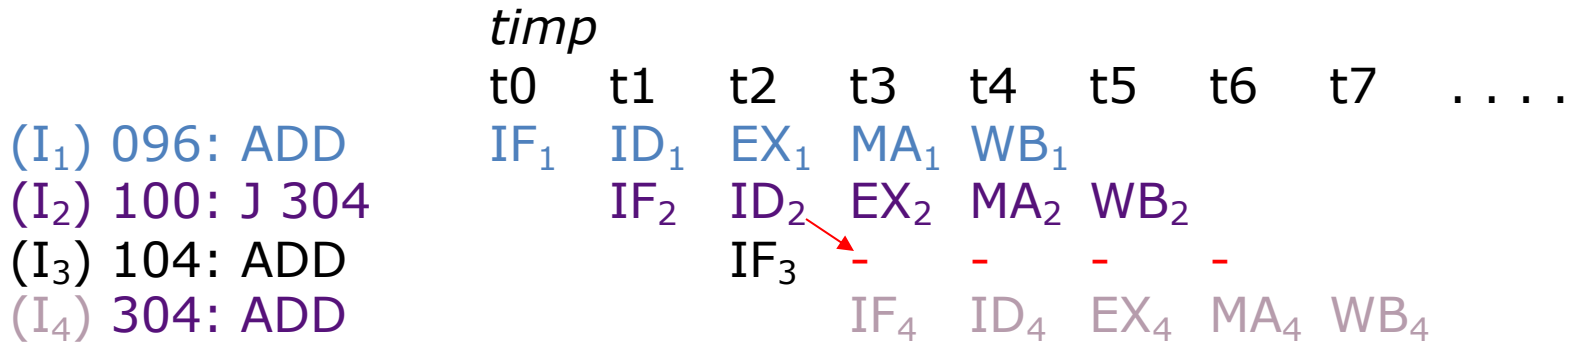 timp
t0 t1 t2 t3 t4 t5 t6 t7 . . . .
(I₁) 096: ADD IF₁ ID₁ EX₁ MA₁ WB₁
(I₂) 100: J 304 IF₂ ID₂ EX₂ MA₂ WB₂
(I₃) 104: ADD IF₃ - - - -
(I₄) 304: ADD IF₄ ID₄ EX₄ MA₄ WB₄